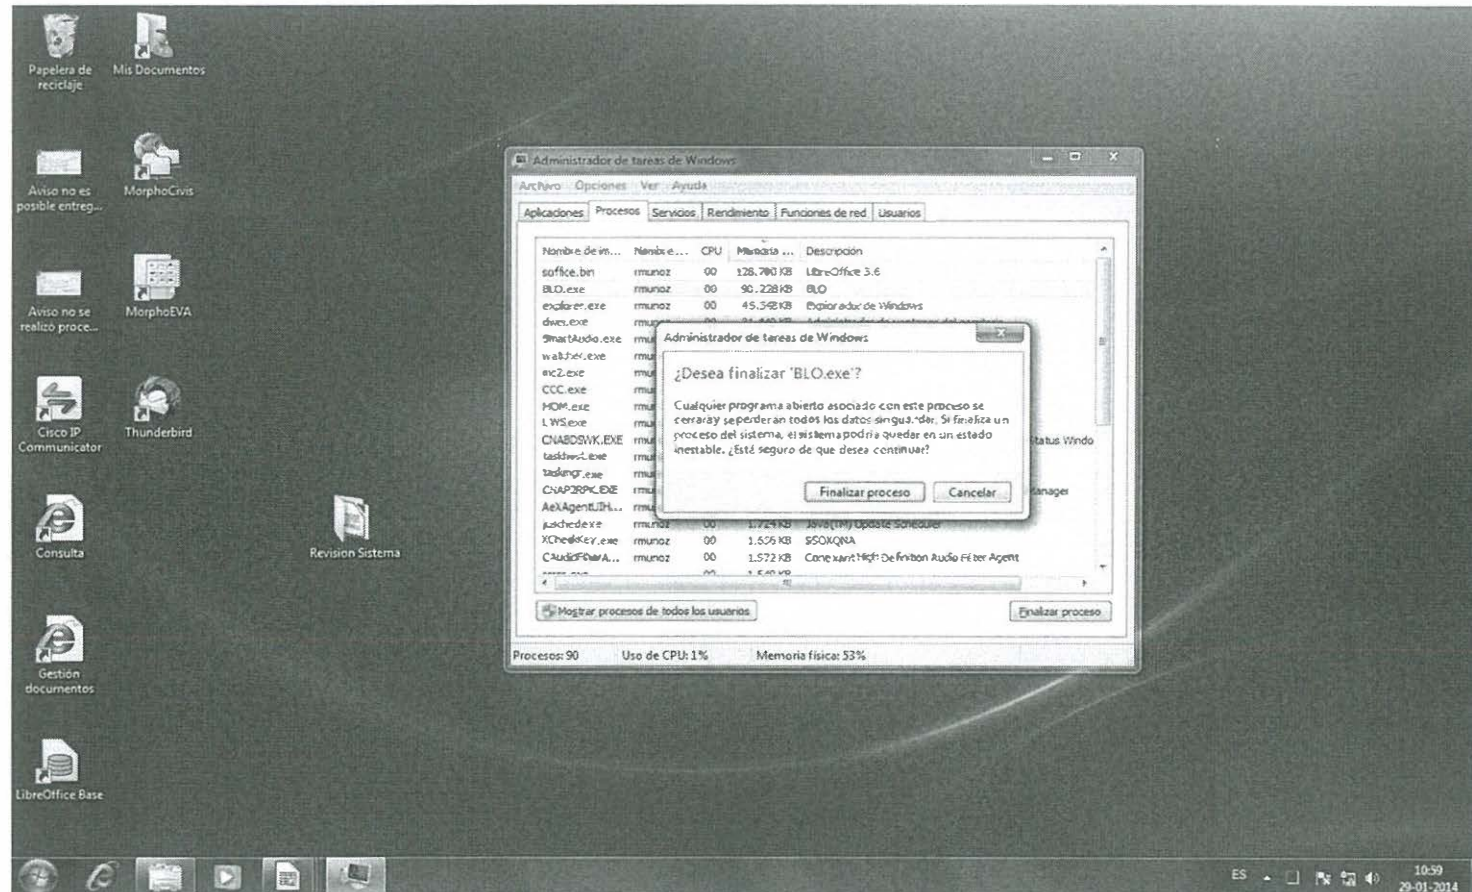 Papelera de
reciclaje
Mis Documentos
Aviso no es
posible entreg...
MorphoCivis
Aviso no se
realizó proce...
MorphoEVA
Cisco IP
Communicator
Thunderbird
Consulta
Revision Sistema
Gestión
documentos
LibreOffice Base
Administrador de tareas de Windows
Archivo Opciones Ver Ayuda
Aplicaciones Procesos Servicios Rendimiento Funciones de red Usuarios
Nombre de im... Nombre... CPU Memoria ... Descripción
soffice.bin rmunoz 00 128.780 KB LibreOffice 3.6
BLO.exe rmunoz 00 90.228 KB BLO
explorer.exe rmunoz 00 45.348 KB Explorador de Windows
SmartAudio.exe
mc2.exe
CCC.exe
HOM.exe
LWS.exe
CNABDSWK.EXE Status Windo
taskhost.exe
taskmgr.exe
anager
AeXAgentUIH...
jusched.exe rmunoz 00 1.724 KB Java(TM) Update Scheduler
XCheckKey.exe rmunoz 00 1.656 KB SSOXQNA
CAudioFilterA... rmunoz 00 1.572 KB Conexant High Definition Audio Filter Agent
Administrador de tareas de Windows
¿Desea finalizar 'BLO.exe'?
Cualquier programa abierto asociado con este proceso se
cerrará y se perderán todos los datos sin guardar. Si finaliza un
proceso del sistema, el sistema podría quedar en un estado
inestable. ¿Está seguro de que desea continuar?
Finalizar proceso Cancelar
Mostrar procesos de todos los usuarios Finalizar proceso
Procesos: 90 Uso de CPU: 1% Memoria física: 53%
ES 10:59
29-01-2014